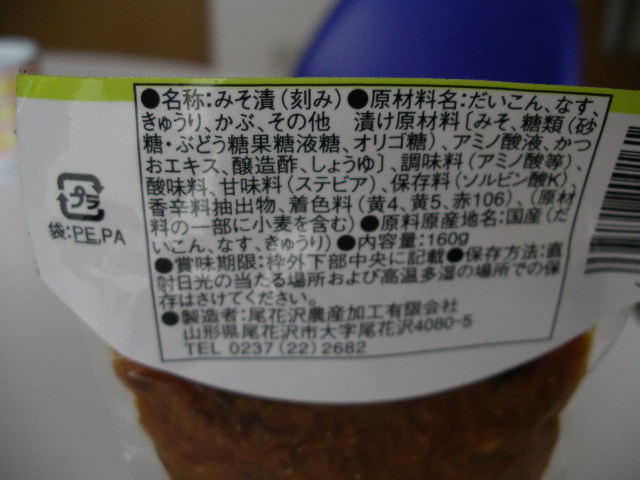 ●名称:みそ漬(刻み)●原材料名:だいこん、なす、
きゅうり、かぶ、その他 漬け原材料〔みそ、糖類(砂
糖・ぶどう糖果糖液糖、オリゴ糖)、アミノ酸液、かつ
おエキス、醸造酢、しょうゆ〕 調味料(アミノ酸等)、
酸味料、甘味料(ステビア)、保存料(ソルビン酸K)、
香辛料抽出物、着色料(黄4、黄5、赤106)、(原材
料の一部に小麦を含む)●原料原産地名:国産(だ
いこん、なす、きゅうり)●内容量:160g
●賞味期限:枠外下部中央に記載●保存方法:直
射日光の当たる場所および高温多湿の場所での保
存はさけてください。
●製造者:尾花沢農産加工有限会社
山形県尾花沢市大字尾花沢4080-5
TEL 0237(22)2682
プラ
袋:PE,PA